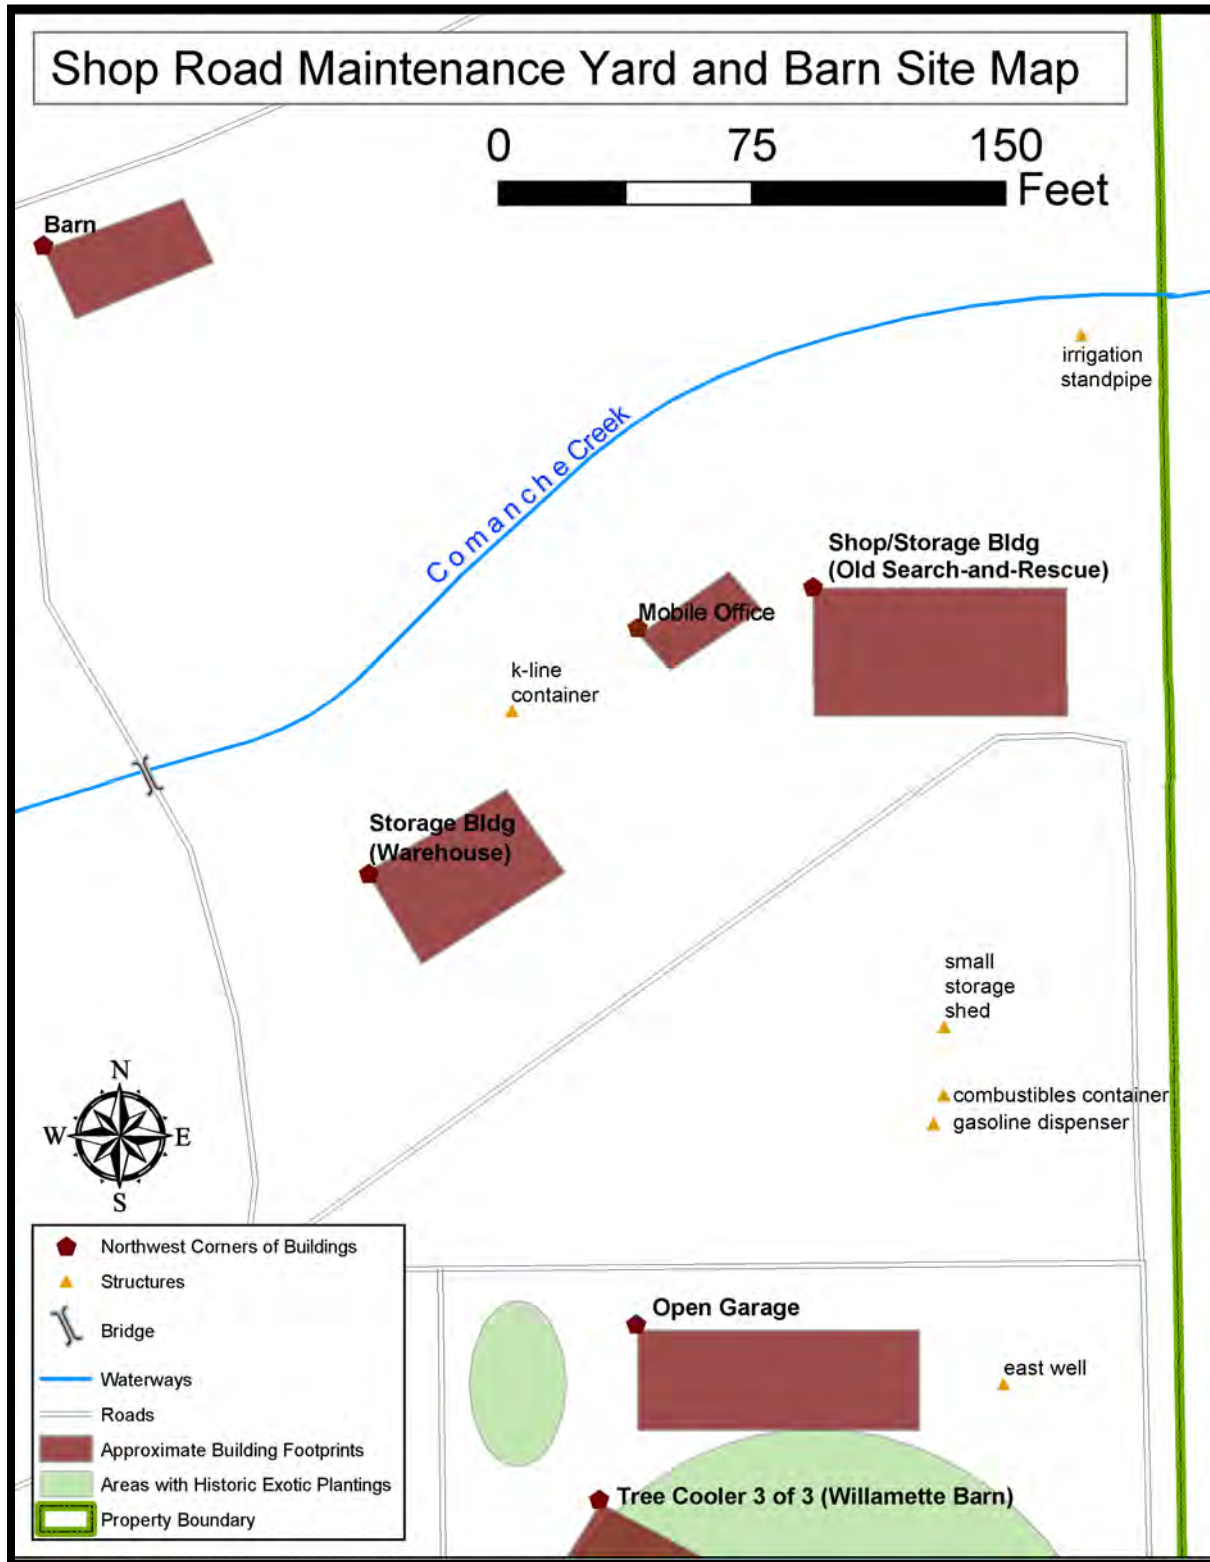 Shop Road Maintenance Yard and Barn Site Map
0 75 150
Feet
Barn
irrigation
standpipe
Comanche Creek
Shop/Storage Bldg
(Old Search-and-Rescue)
Mobile Office
k-line
container
Storage Bldg
(Warehouse)
small
storage
shed
combustibles container
gasoline dispenser
N
W E
S
Northwest Corners of Buildings
Structures
Bridge
Waterways
Roads
Approximate Building Footprints
Areas with Historic Exotic Plantings
Property Boundary
Open Garage
east well
Tree Cooler 3 of 3 (Willamette Barn)